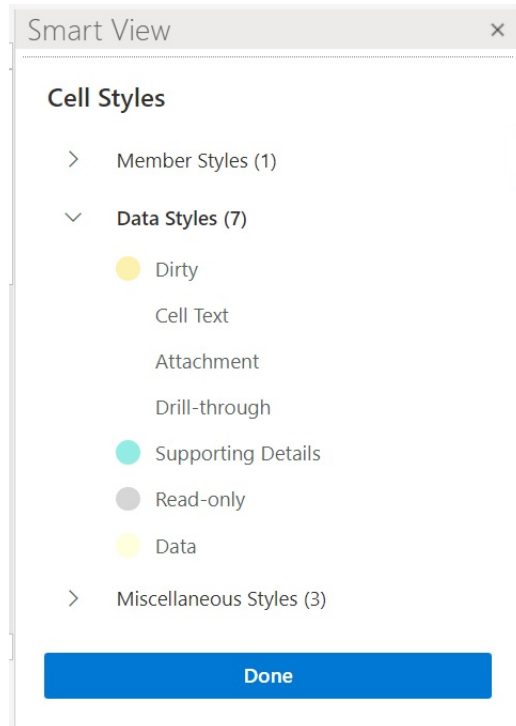 Smart View
Cell Styles
Member Styles (1)
Data Styles (7)
Dirty
Cell Text
Attachment
Drill-through
Supporting Details
Read-only
Data
Miscellaneous Styles (3)
Done